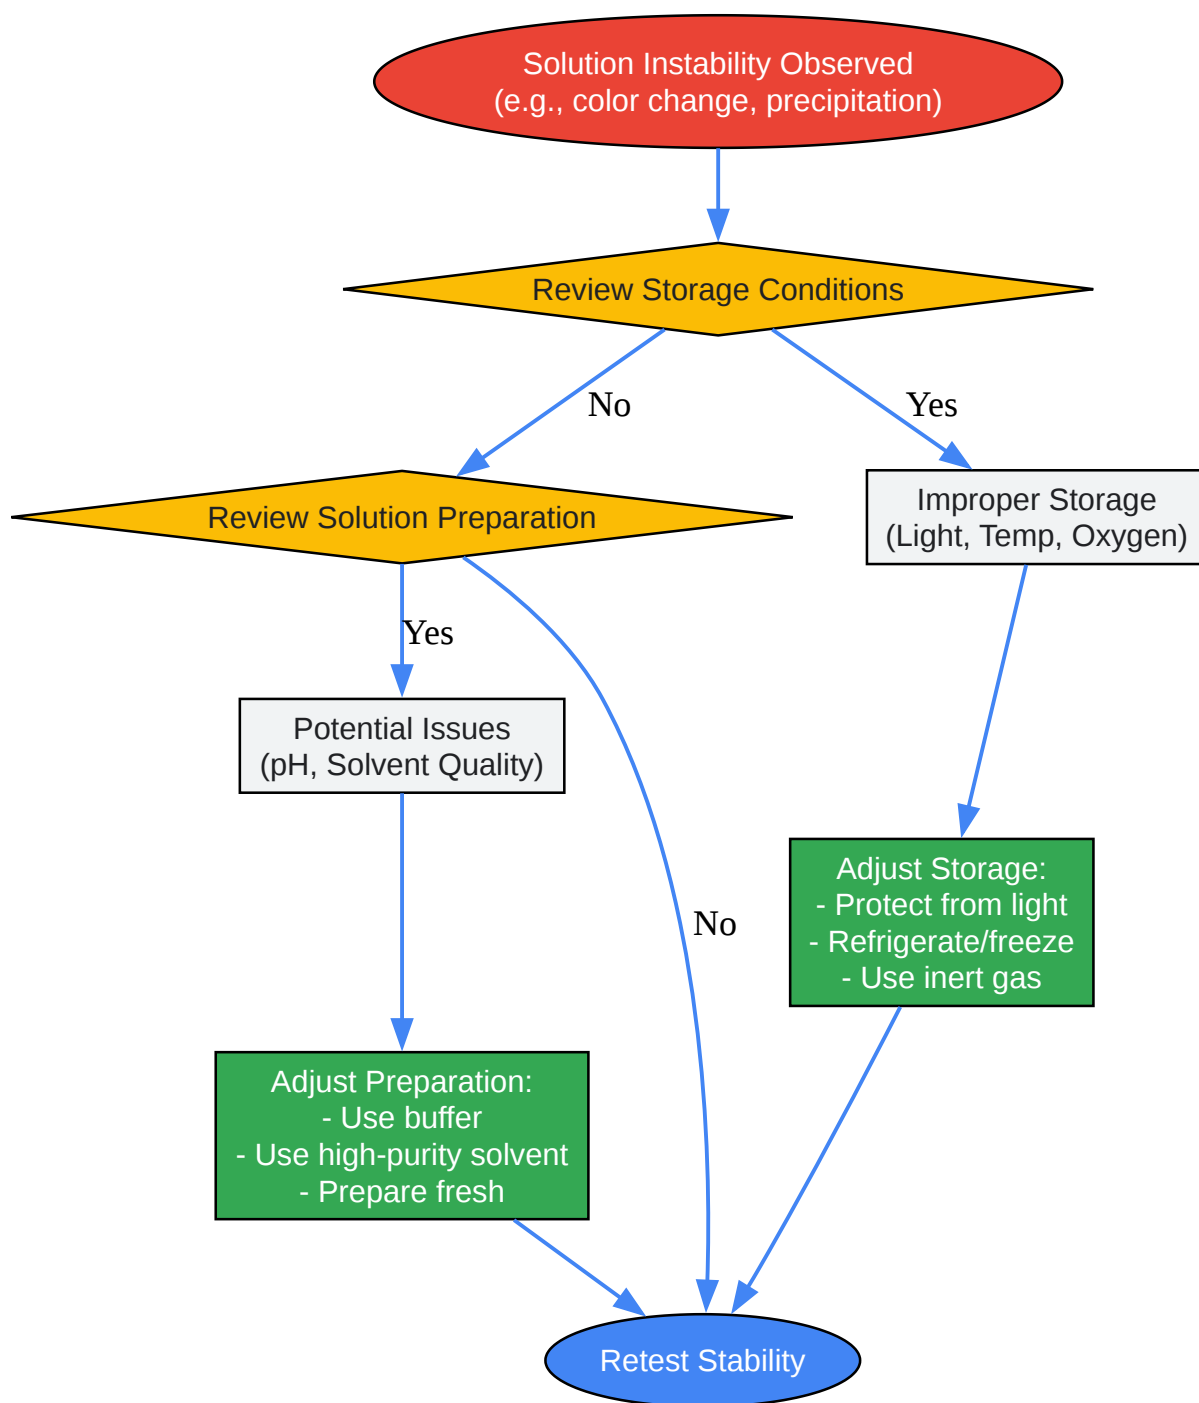 Solution Instability Observed
(e.g., color change, precipitation)
Review Storage Conditions
No
Yes
Review Solution Preparation
Improper Storage
(Light, Temp, Oxygen)
Yes
Potential Issues
(pH, Solvent Quality)
No
Adjust Storage:
- Protect from light
- Refrigerate/freeze
- Use inert gas
Adjust Preparation:
- Use buffer
- Use high-purity solvent
- Prepare fresh
Retest Stability